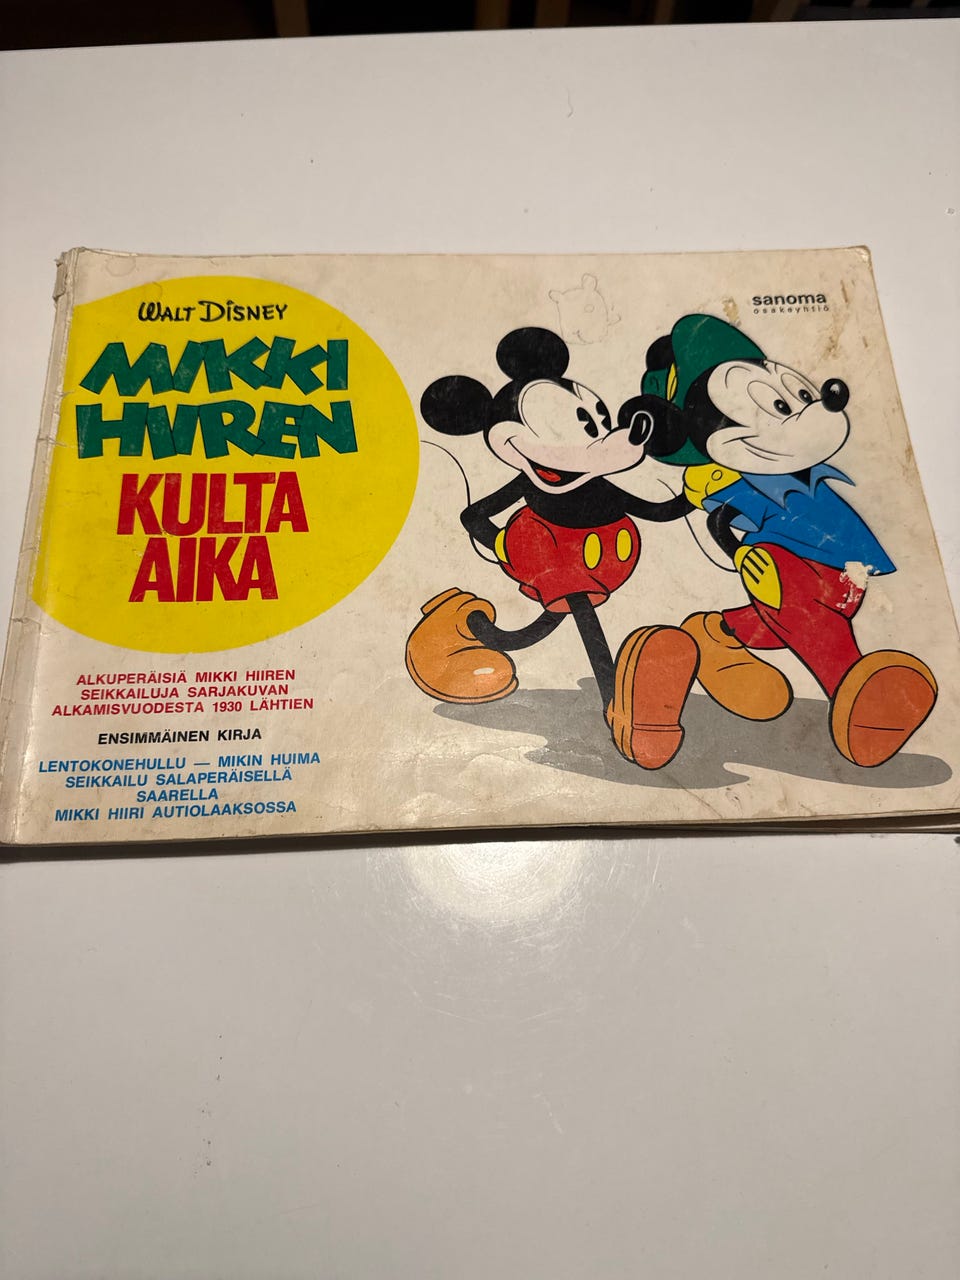 WALT DISNEY
MIKKI
HIIREN
KULTA
AIKA
sanoma
osakeyhtiö
ALKUPERÄISIÄ MIKKI HIIREN
SEIKKAILUJA SARJAKUVAN
ALKAMISVUODESTA 1930 LÄHTIEN
ENSIMMÄINEN KIRJA
LENTOKONEHULLU — MIKIN HUIMA
SEIKKAILU SALAPERÄISELLÄ
SAARELLA
MIKKI HIIRI AUTIOLAAKSOSSA